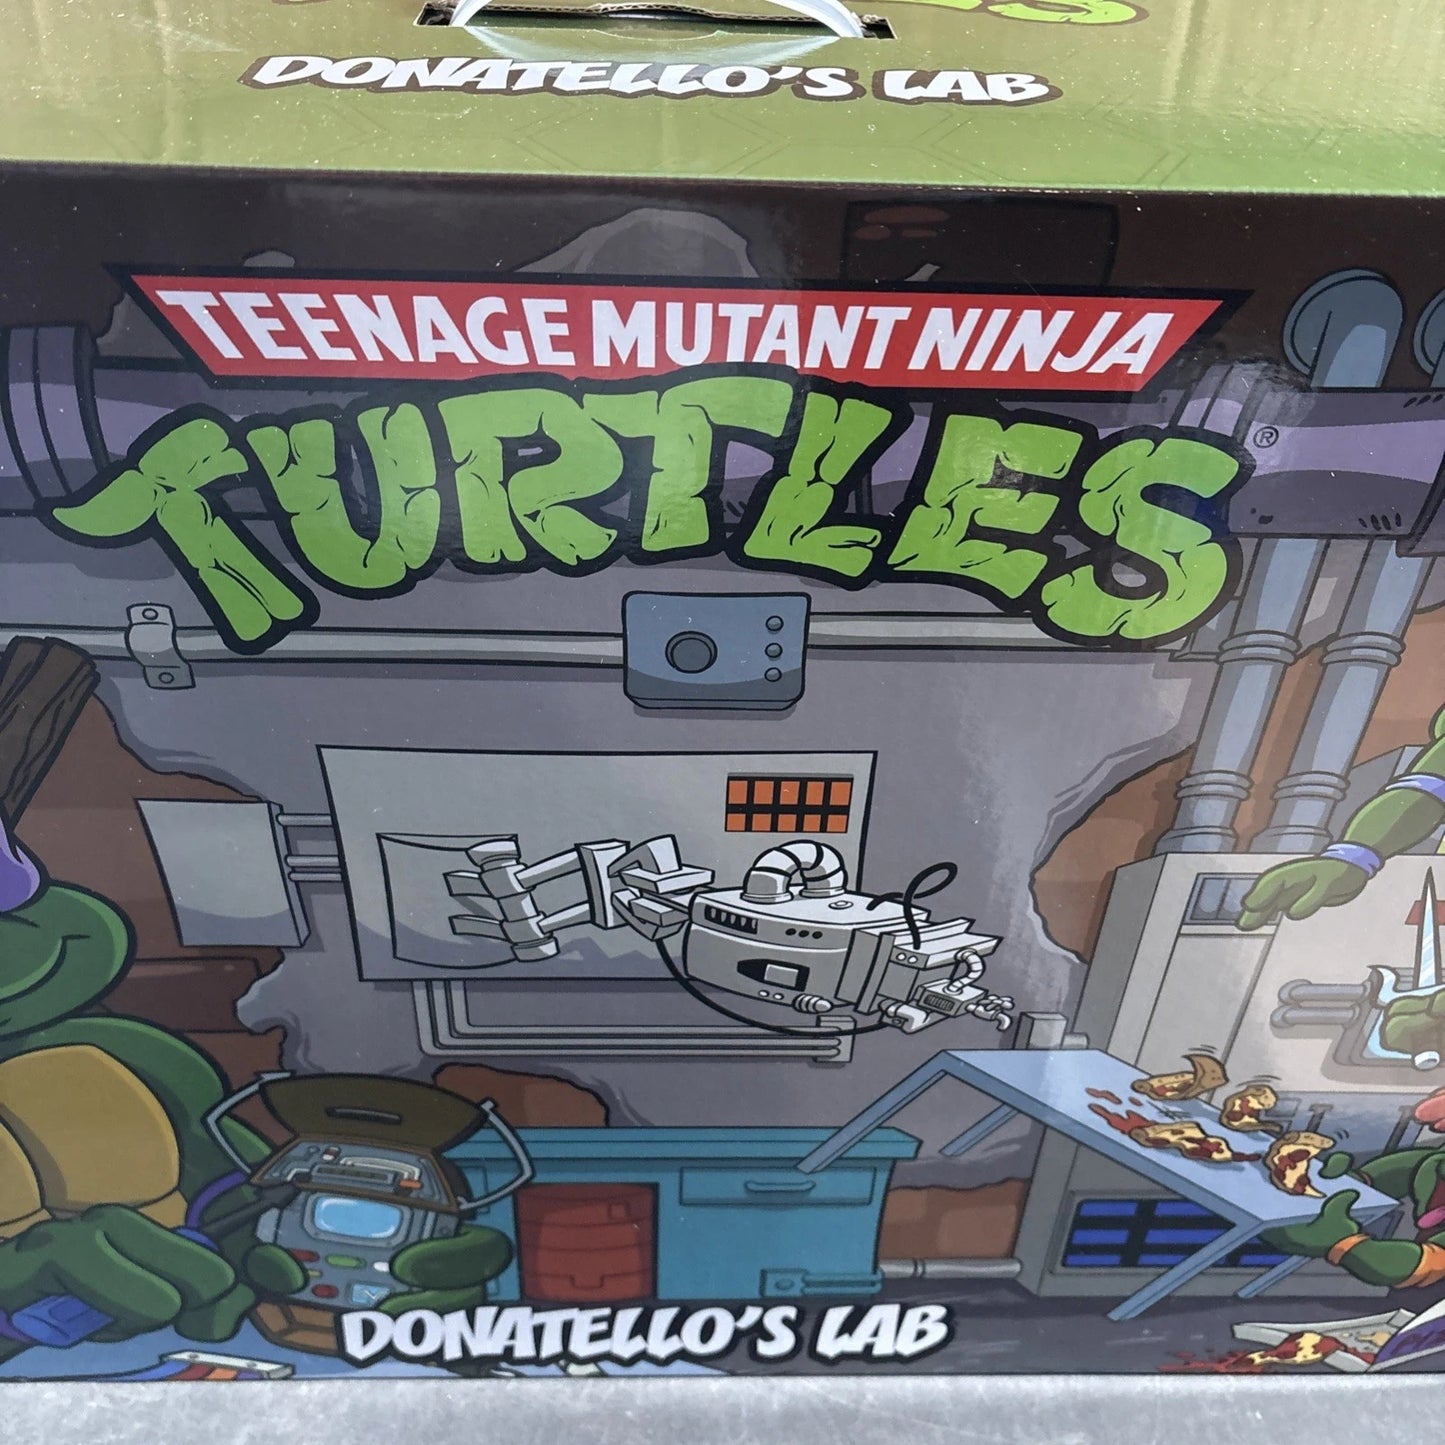 DONATELLO'S LAB
TEENAGE MUTANT NINJA
TURTLES ®
DONATELLO'S LAB